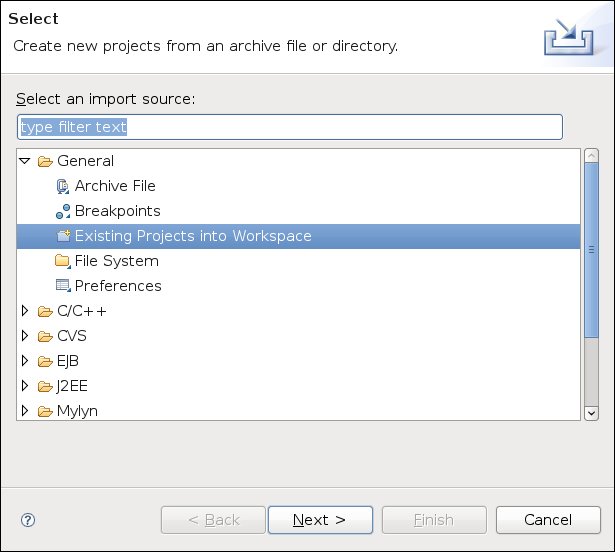 Select
Create new projects from an archive file or directory.
Select an import source:
type filter text
General
Archive File
Breakpoints
Existing Projects into Workspace
File System
Preferences
C/C++
CVS
EJB
J2EE
Mylyn
?
< Back Next > Finish Cancel